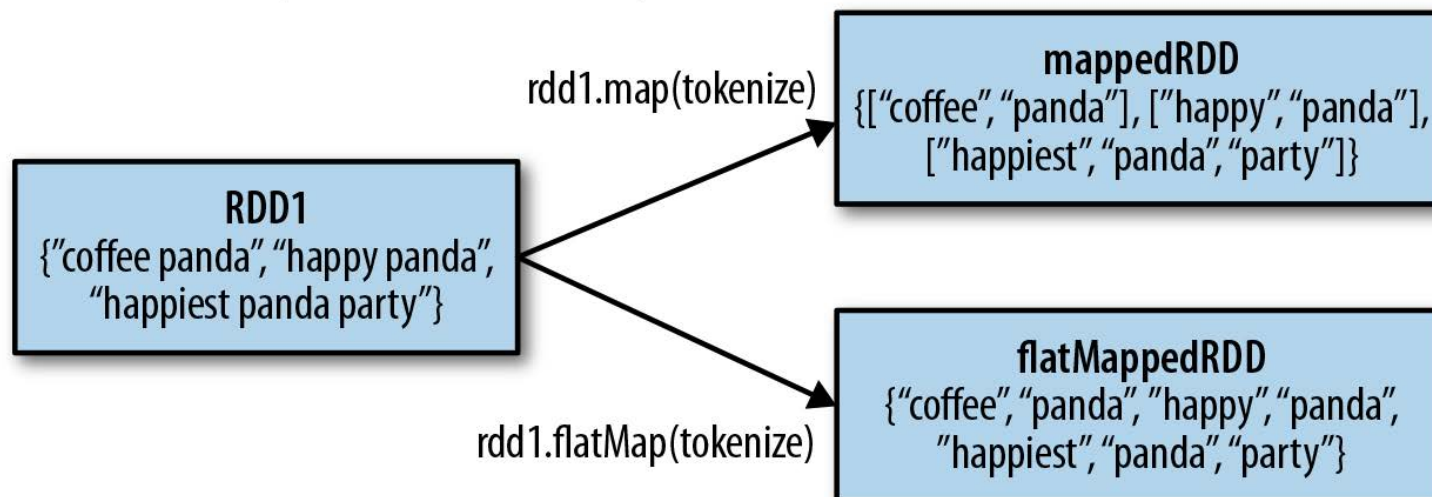 rdd1.map(tokenize)
mappedRDD
{[“coffee”, “panda”], [”happy”, “panda”],
[”happiest”, “panda”, “party”]}
RDD1
{”coffee panda”, “happy panda”,
“happiest panda party”}
rdd1.flatMap(tokenize)
flatMappedRDD
{“coffee”, “panda”, ”happy”, “panda”,
”happiest”, “panda”, “party”}